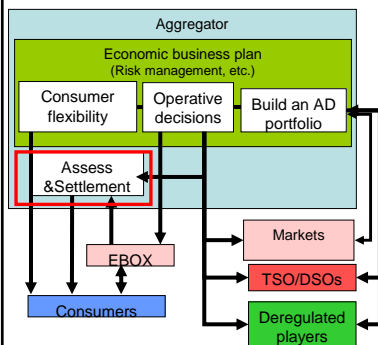 Aggregator
Economic business plan
(Risk management, etc.)
Consumer
flexibility
Operative
decisions
Build an AD
portfolio
Assess
&Settlement
EBOX
Consumers
Markets
TSO/DSOs
Deregulated
players